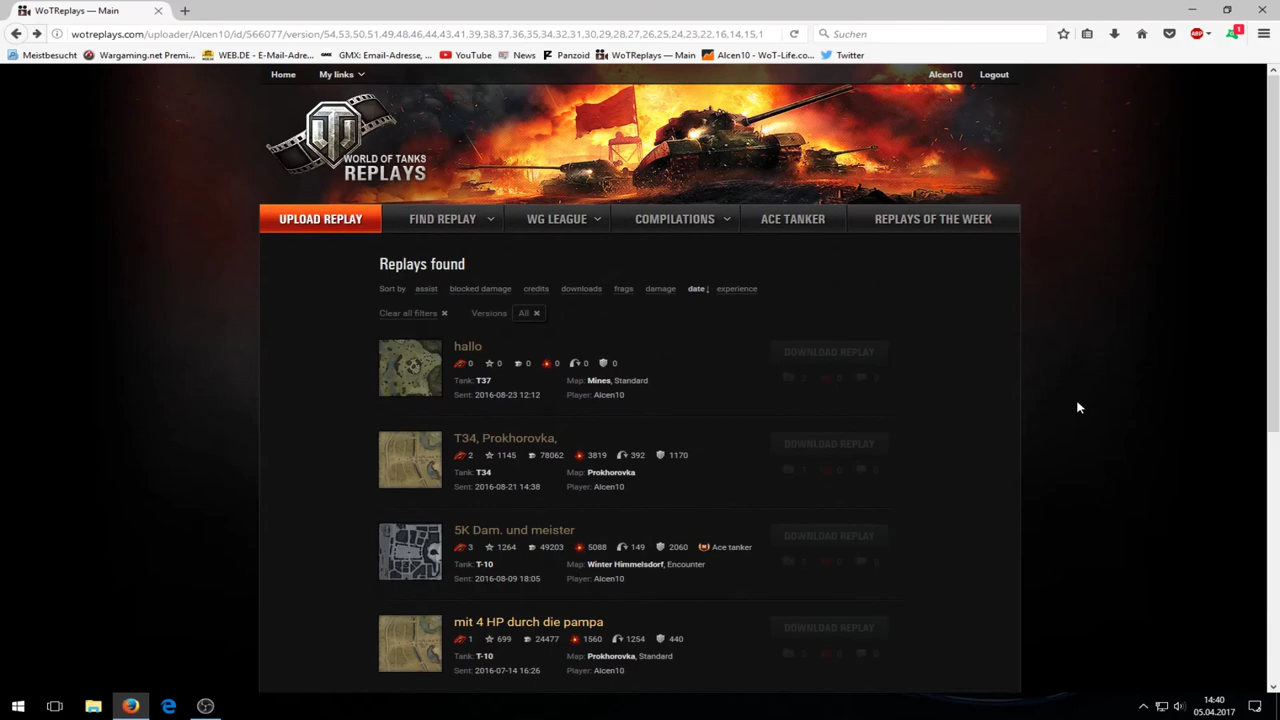 WoTReplays — Main
wotreplays.com/uploader/Alcen10/id/566077/version/54,53,50,51,49,48,46,44,43,41,39,38,37,36,35,34,32,31,30,29,28,27,26,25,24,23,22,16,14,15,1
Suchen
ABP
1
Meistbesucht
Wargaming.net Premi...
WEB.DE - E-Mail-Adre...
GMX: Email-Adresse, ...
YouTube
News
Panzoid
WoTReplays — Main
Alcen10 - WoT-Life.co...
Twitter
Home
My links
Alcen10
Logout
WORLD OF TANKS
REPLAYS
UPLOAD REPLAY
FIND REPLAY
WG LEAGUE
COMPILATIONS
ACE TANKER
REPLAYS OF THE WEEK
Replays found
Sort by assist blocked damage credits downloads frags damage date↓ experience
Clear all filters × Versions All ×
hallo
DOWNLOAD REPLAY
0 0 0 0 0 0
Tank: T37 Map: Mines, Standard
Sent: 2016-08-23 12:12 Player: Alcen10
T34, Prokhorovka,
DOWNLOAD REPLAY
2 1145 78062 3819 392 1170
Tank: T34 Map: Prokhorovka
Sent: 2016-08-21 14:38 Player: Alcen10
5K Dam. und meister
DOWNLOAD REPLAY
3 1264 49203 5088 149 2060 Ace tanker
Tank: T-10 Map: Winter Himmelsdorf, Encounter
Sent: 2016-08-09 18:05 Player: Alcen10
mit 4 HP durch die pampa
DOWNLOAD REPLAY
1 699 24477 1560 1254 440
Tank: T-10 Map: Prokhorovka, Standard
Sent: 2016-07-14 16:26 Player: Alcen10
14:40
05.04.2017